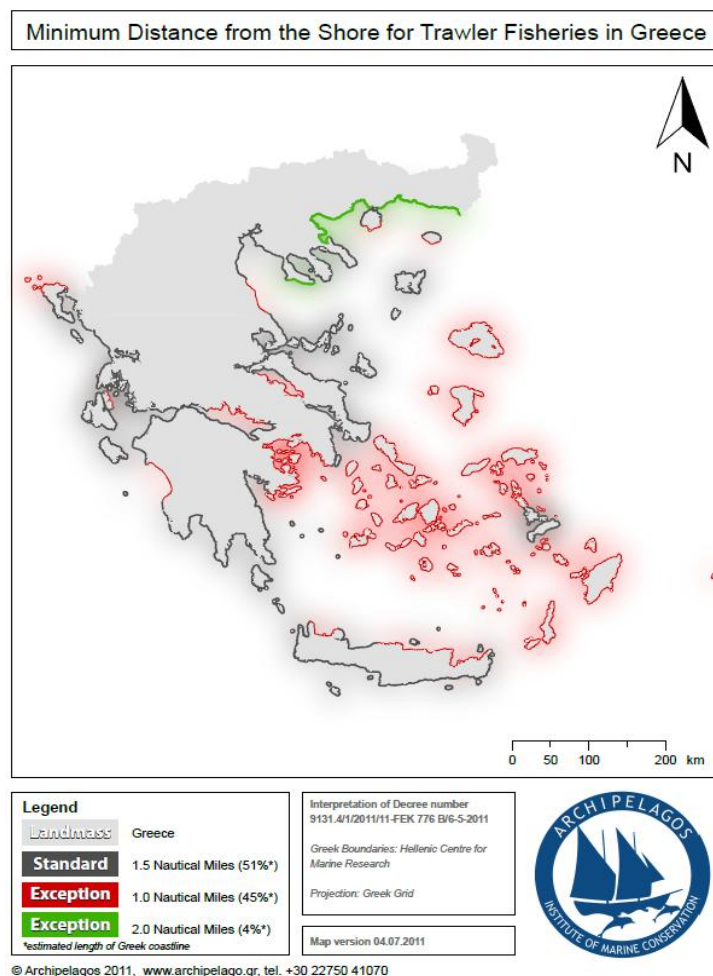 Minimum Distance from the Shore for Trawler Fisheries in Greece
N
0 50 100 200 km
Legend
Landmass Greece
Standard 1.5 Nautical Miles (51%*)
Exception 1.0 Nautical Miles (45%*)
Exception 2.0 Nautical Miles (4%*)
*estimated length of Greek coastline
Interpretation of Decree number
9131.4/1/2011/11-FEK 776 B/6-5-2011
Greek Boundaries: Hellenic Centre for
Marine Research
Projection: Greek Grid
Map version 04.07.2011
ARCHIPELAGOS
INSTITUTE OF MARINE CONSERVATION
© Archipelagos 2011, www.archipelago.gr, tel. +30 22750 41070